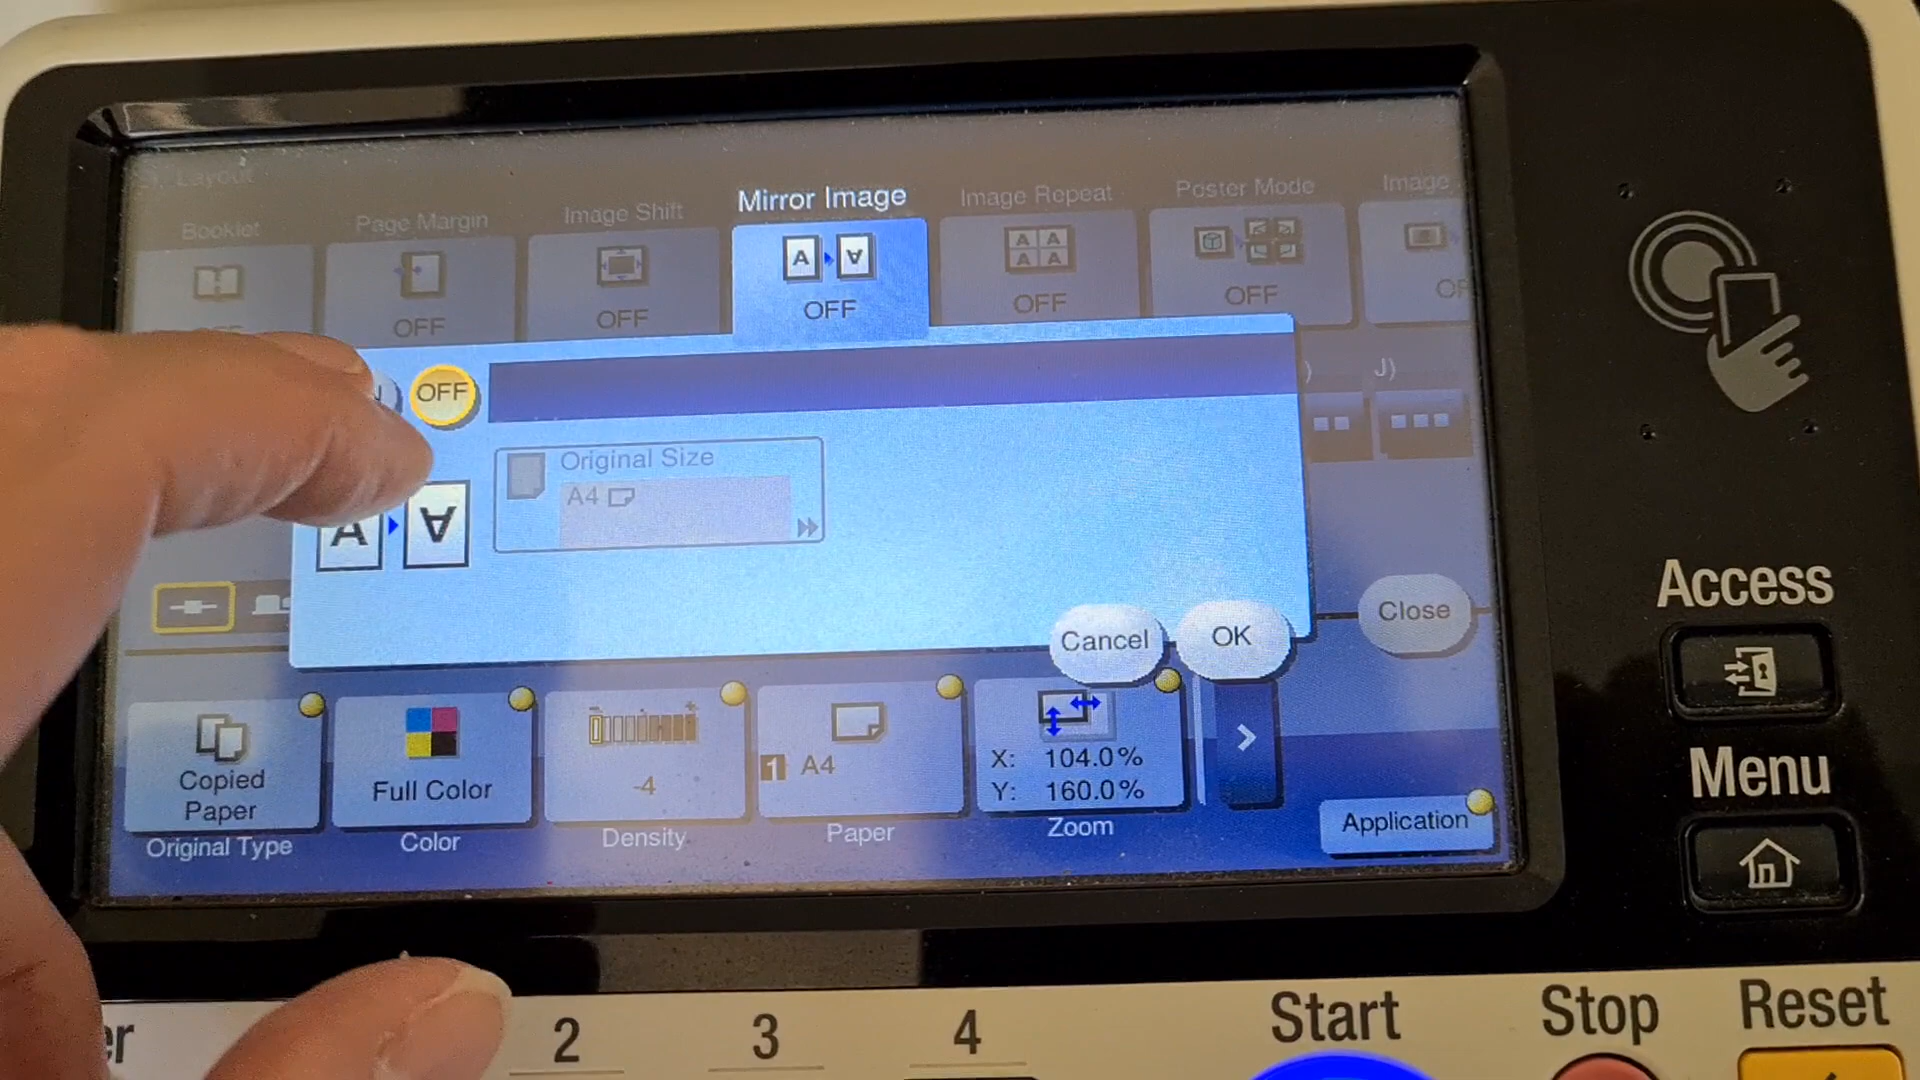 Layout
Booklet
Page Margin
Image Shift
Mirror Image
Image Repeat
Poster Mode
Image
A A
OFF
OFF
OFF
OFF
OFF
OFF
OFF
J)
Original Size
A4
A A
Cancel
OK
Close
Copied
Paper
Original Type
Full Color
Color
-4
Density
1 A4
Paper
X: 104.0%
Y: 160.0%
Zoom
Application
Access
Menu
2
3
4
Start
Stop
Reset